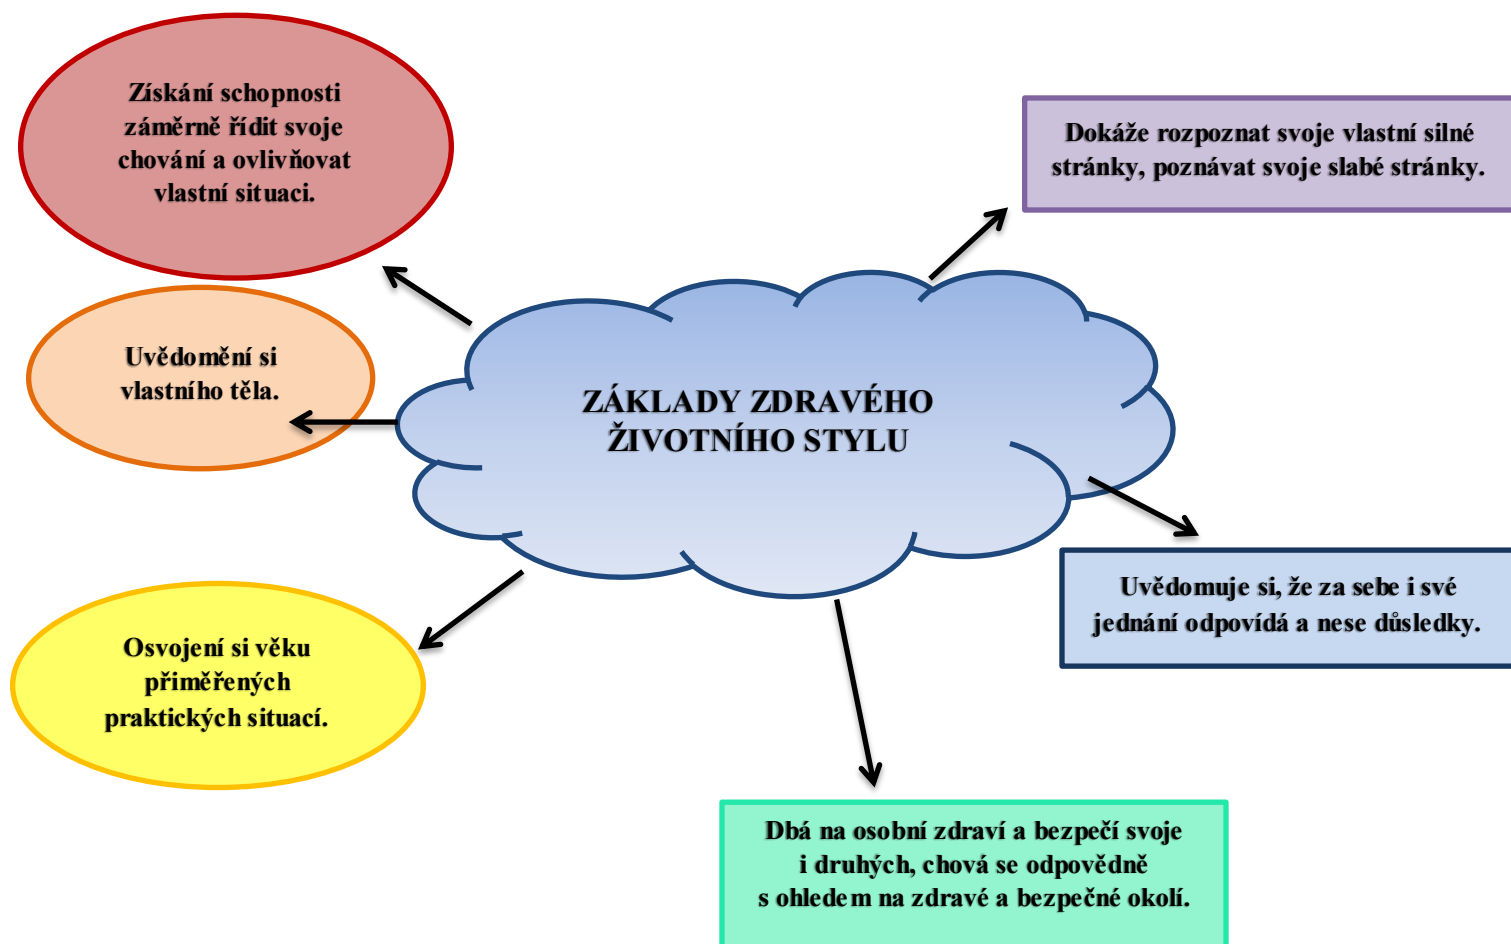 Získání schopnosti
záměrně řídit svoje
chování a ovlivňovat
vlastní situaci.
Dokáže rozpoznat svoje vlastní silné
stránky, poznávat svoje slabé stránky.
Uvědomění si
vlastního těla.
ZÁKLADY ZDRAVÉHO
ŽIVOTNÍHO STYLU
Uvědomuje si, že za sebe i své
jednání odpovídá a nese důsledky.
Osvojení si věku
přiměřených
praktických situací.
Dbá na osobní zdraví a bezpečí svoje
i druhých, chová se odpovědně
s ohledem na zdravé a bezpečné okolí.